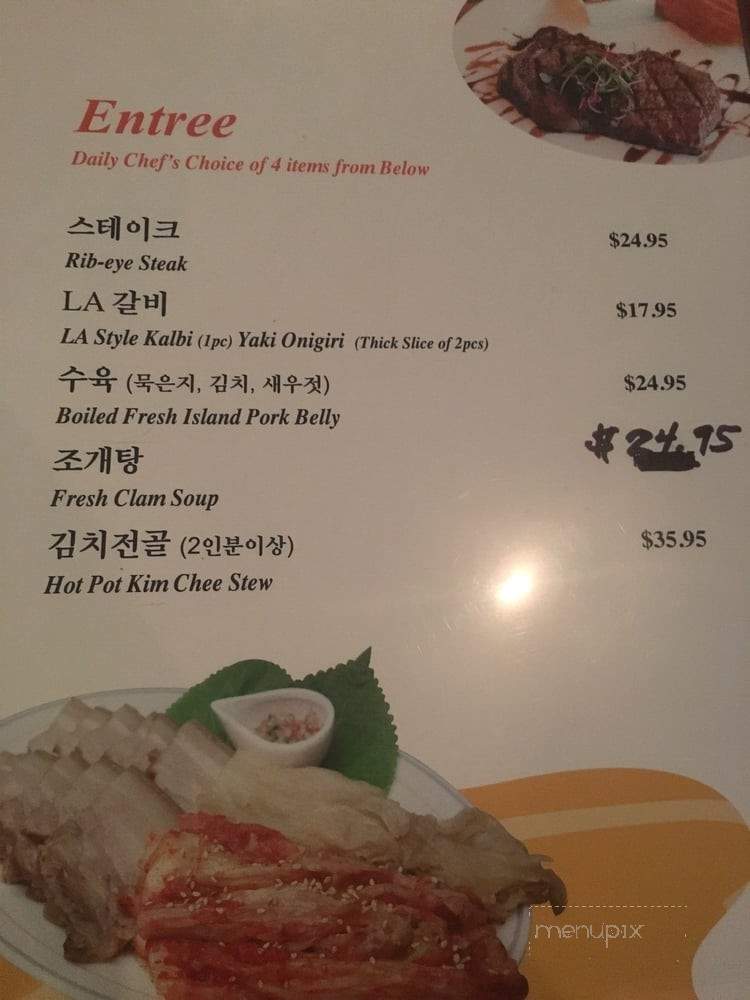 Entree
Daily Chef's Choice of 4 items from Below
스테이크 $24.95
Rib-eye Steak
LA 갈비 $17.95
LA Style Kalbi (1pc) Yaki Onigiri (Thick Slice of 2pcs)
수육 (묵은지, 김치, 새우젓) $24.95
Boiled Fresh Island Pork Belly
조개탕 $24.95
Fresh Clam Soup
김치전골 (2인분이상) $35.95
Hot Pot Kim Chee Stew
menupix